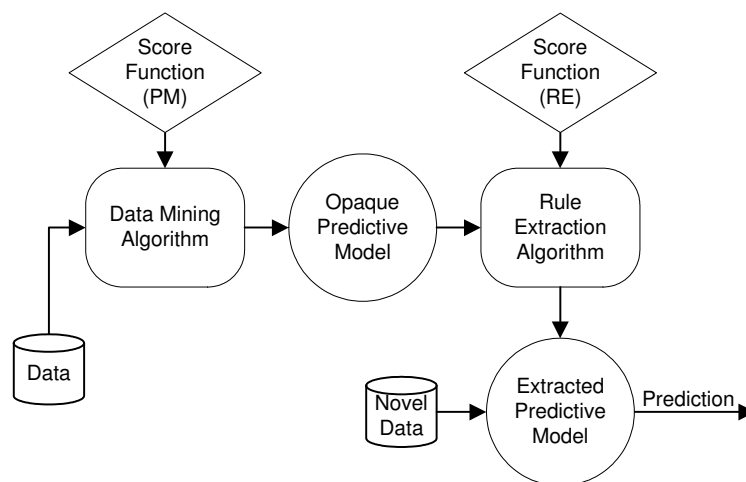 Score
Function
(PM)
Score
Function
(RE)
Data Mining
Algorithm
Opaque
Predictive
Model
Rule
Extraction
Algorithm
Data
Novel
Data
Extracted
Predictive
Model
Prediction